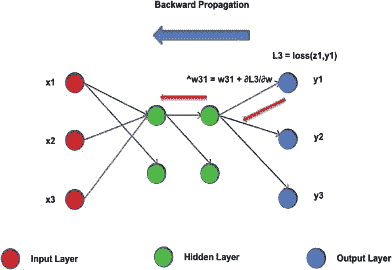 Backward Propagation
L3 = loss(z1,y1)
x1
^w31 = w31 + ∂L3/∂w
y1
x2
y2
x3
y3
Input Layer
Hidden Layer
Output Layer